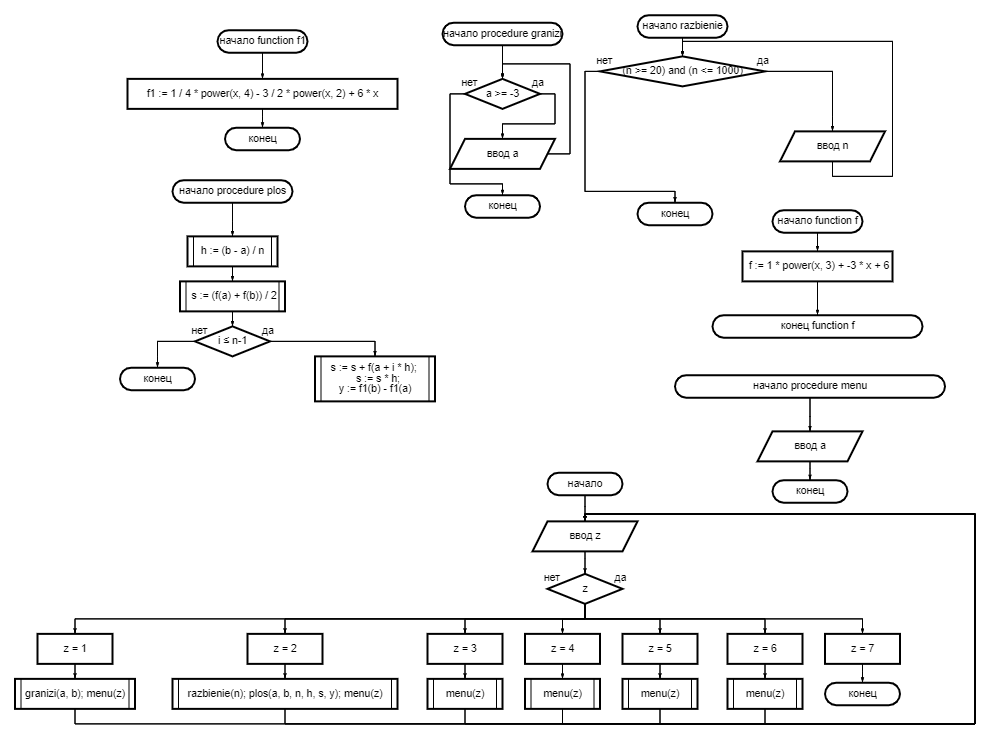 начало function f1
f1 := 1 / 4 * power(x, 4) - 3 / 2 * power(x, 2) + 6 * x
конец
начало procedure granizi
нет
да
a >= -3
ввод a
конец
начало razbienie
нет
да
(n >= 20) and (n <= 1000)
ввод n
конец
начало procedure plos
h := (b - a) / n
s := (f(a) + f(b)) / 2
нет
да
i ≤ n-1
конец
s := s + f(a + i * h);
s := s * h;
y := f1(b) - f1(a)
начало function f
f := 1 * power(x, 3) + -3 * x + 6
конец function f
начало procedure menu
ввод a
конец
начало
ввод z
нет
да
z
z = 1
z = 2
z = 3
z = 4
z = 5
z = 6
z = 7
granizi(a, b); menu(z)
razbienie(n); plos(a, b, n, h, s, y); menu(z)
menu(z)
menu(z)
menu(z)
menu(z)
конец